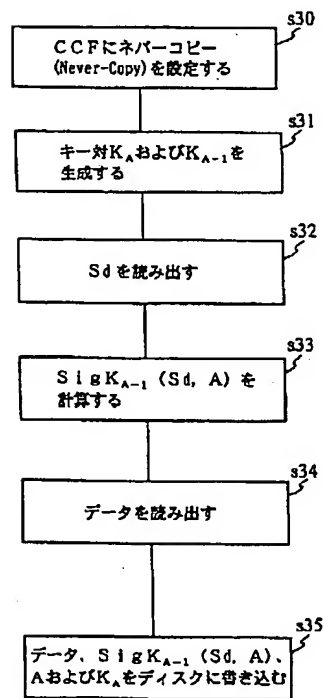 s30
CCFにネバーコピー
(Never-Copy)を設定する
s31
キー対KAおよびKA-1を
生成する
s32
Sdを読み出す
s33
SigKA-1 (Sd, A) を
計算する
s34
データを読み出す
s35
データ、SigKA-1 (Sd, A)、
AおよびKAをディスクに書き込む